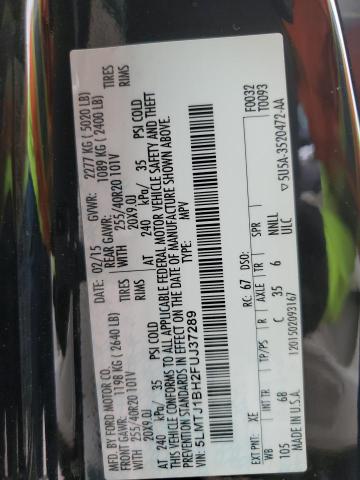 MFD. BY FORD MOTOR CO.
DATE: 02/15 GVWR: 2277 KG ( 5020 LB)
FRONT GAWR: 1198 KG (2640 LB) REAR GAWR: 1089 KG (2400 LB)
WITH 255/40R20 101V TIRES WITH 255/40R20 101V TIRES
20X9.0J RIMS 20X9.0J RIMS
AT 240 kPa/ 35 PSI COLD AT 240 kPa/ 35 PSI COLD
THIS VEHICLE CONFORMS TO ALL APPLICABLE FEDERAL MOTOR VEHICLE SAFETY AND THEFT
PREVENTION STANDARDS IN EFFECT ON THE DATE OF MANUFACTURE SHOWN ABOVE.
VIN: 5LMTJ1BH2FUJ37289
TYPE: MPV
F0032
T0093
EXT PNT: XE RC: 67 DSO:
WB INT TR TP/PS R AXLE TR SPR
105 6B C 35 6 NNLL
ULC
MADE IN U.S.A. 1201502093167 ▽5U5A-3520472-AA